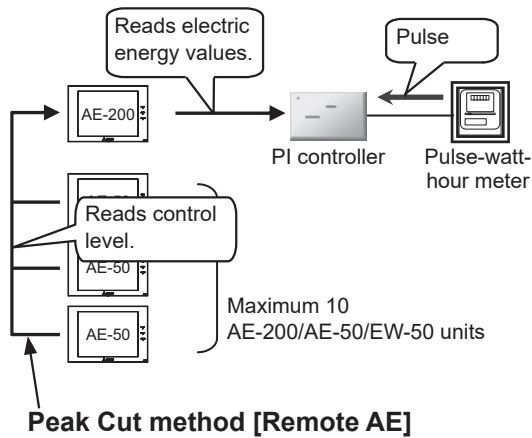 Reads electric
energy values.
Pulse
AE-200
PI controller
Pulse-watt-
hour meter
Reads control
level.
AE-50
AE-50
Maximum 10
AE-200/AE-50/EW-50 units
Peak Cut method [Remote AE]